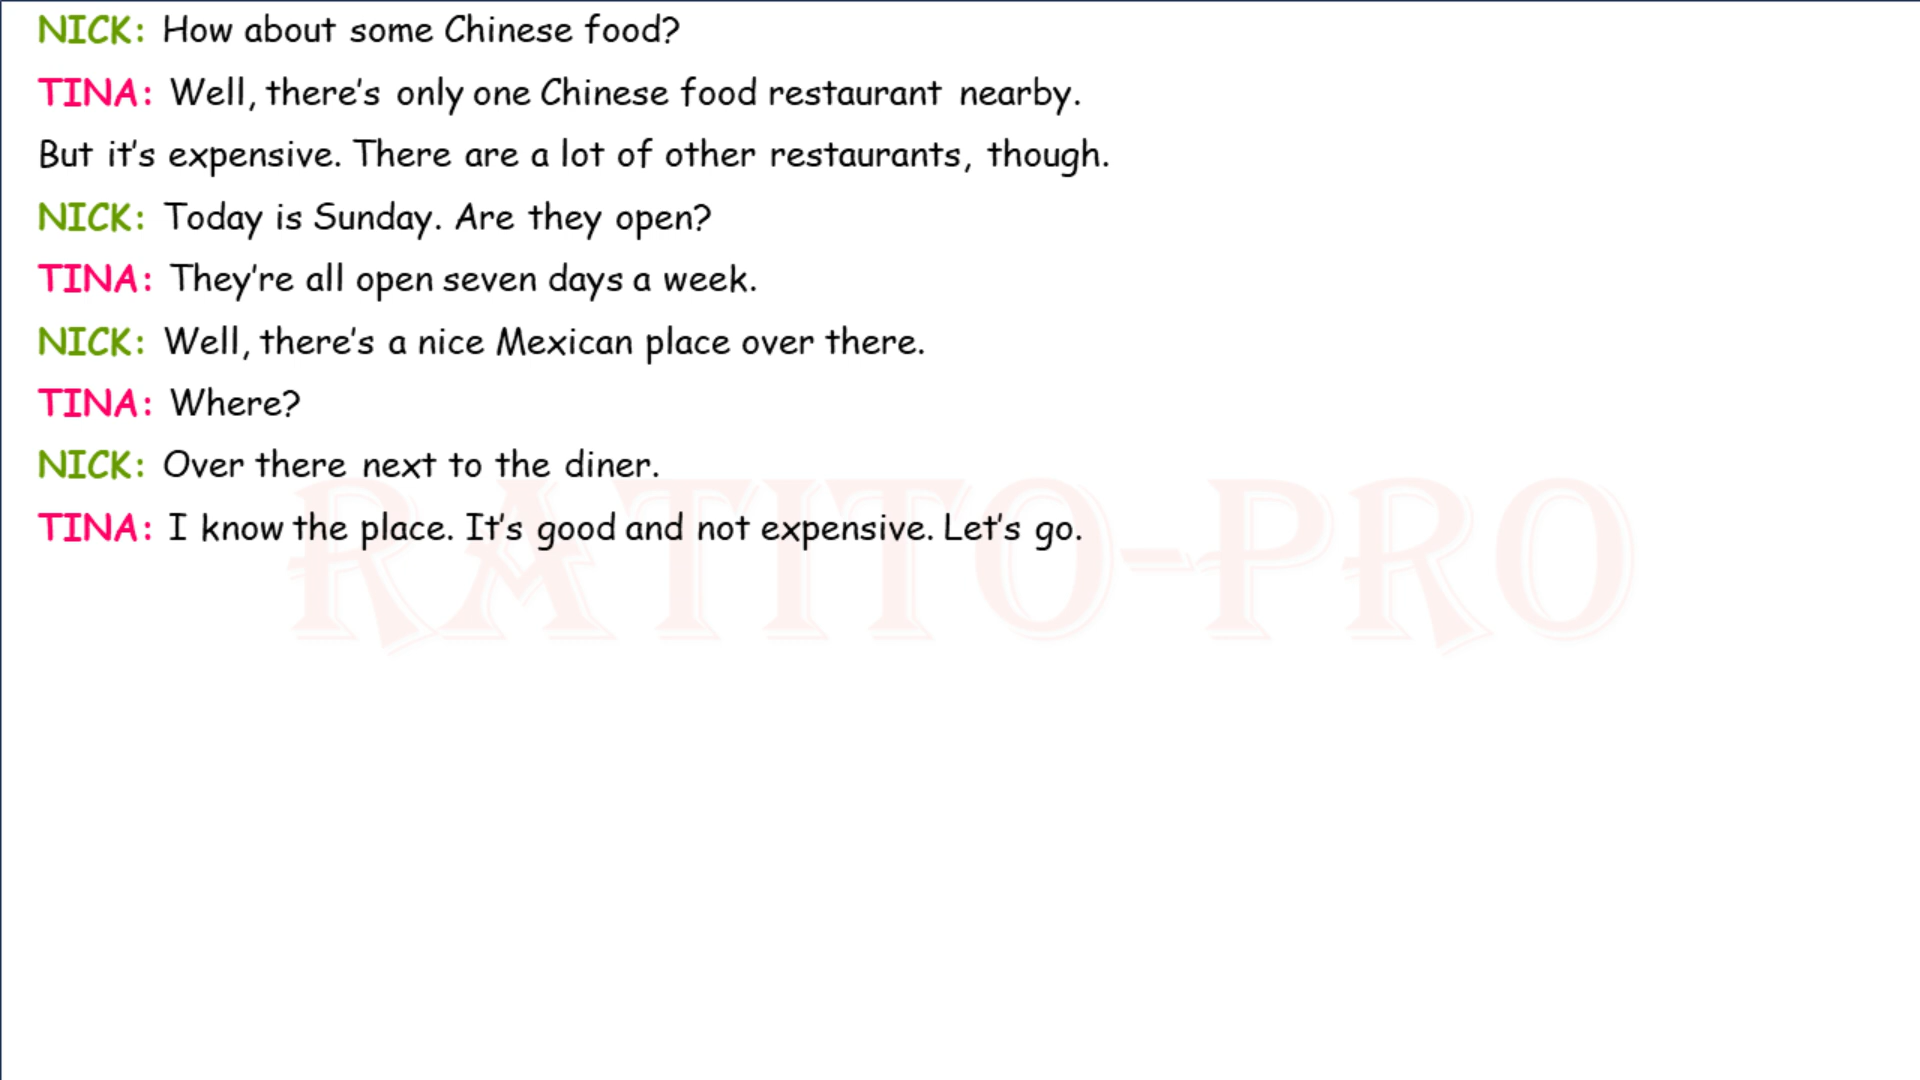 NICK: How about some Chinese food?
TINA: Well, there's only one Chinese food restaurant nearby.
But it's expensive. There are a lot of other restaurants, though.
NICK: Today is Sunday. Are they open?
TINA: They're all open seven days a week.
NICK: Well, there's a nice Mexican place over there.
TINA: Where?
NICK: Over there next to the diner.
TINA: I know the place. It's good and not expensive. Let's go.
RATITO-PRO